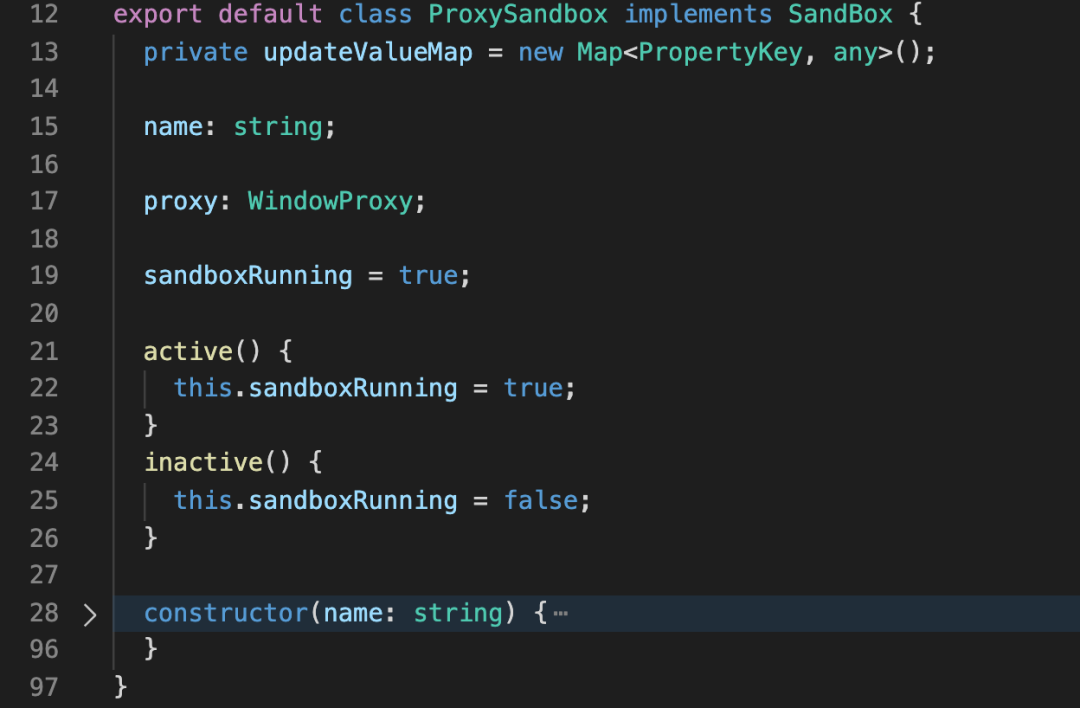 12 export default class ProxySandbox implements SandBox {
13 private updateValueMap = new Map<PropertyKey, any>();
14
15 name: string;
16
17 proxy: WindowProxy;
18
19 sandboxRunning = true;
20
21 active() {
22 this.sandboxRunning = true;
23 }
24 inactive() {
25 this.sandboxRunning = false;
26 }
27
28 constructor(name: string) {⋯
96 }
97 }